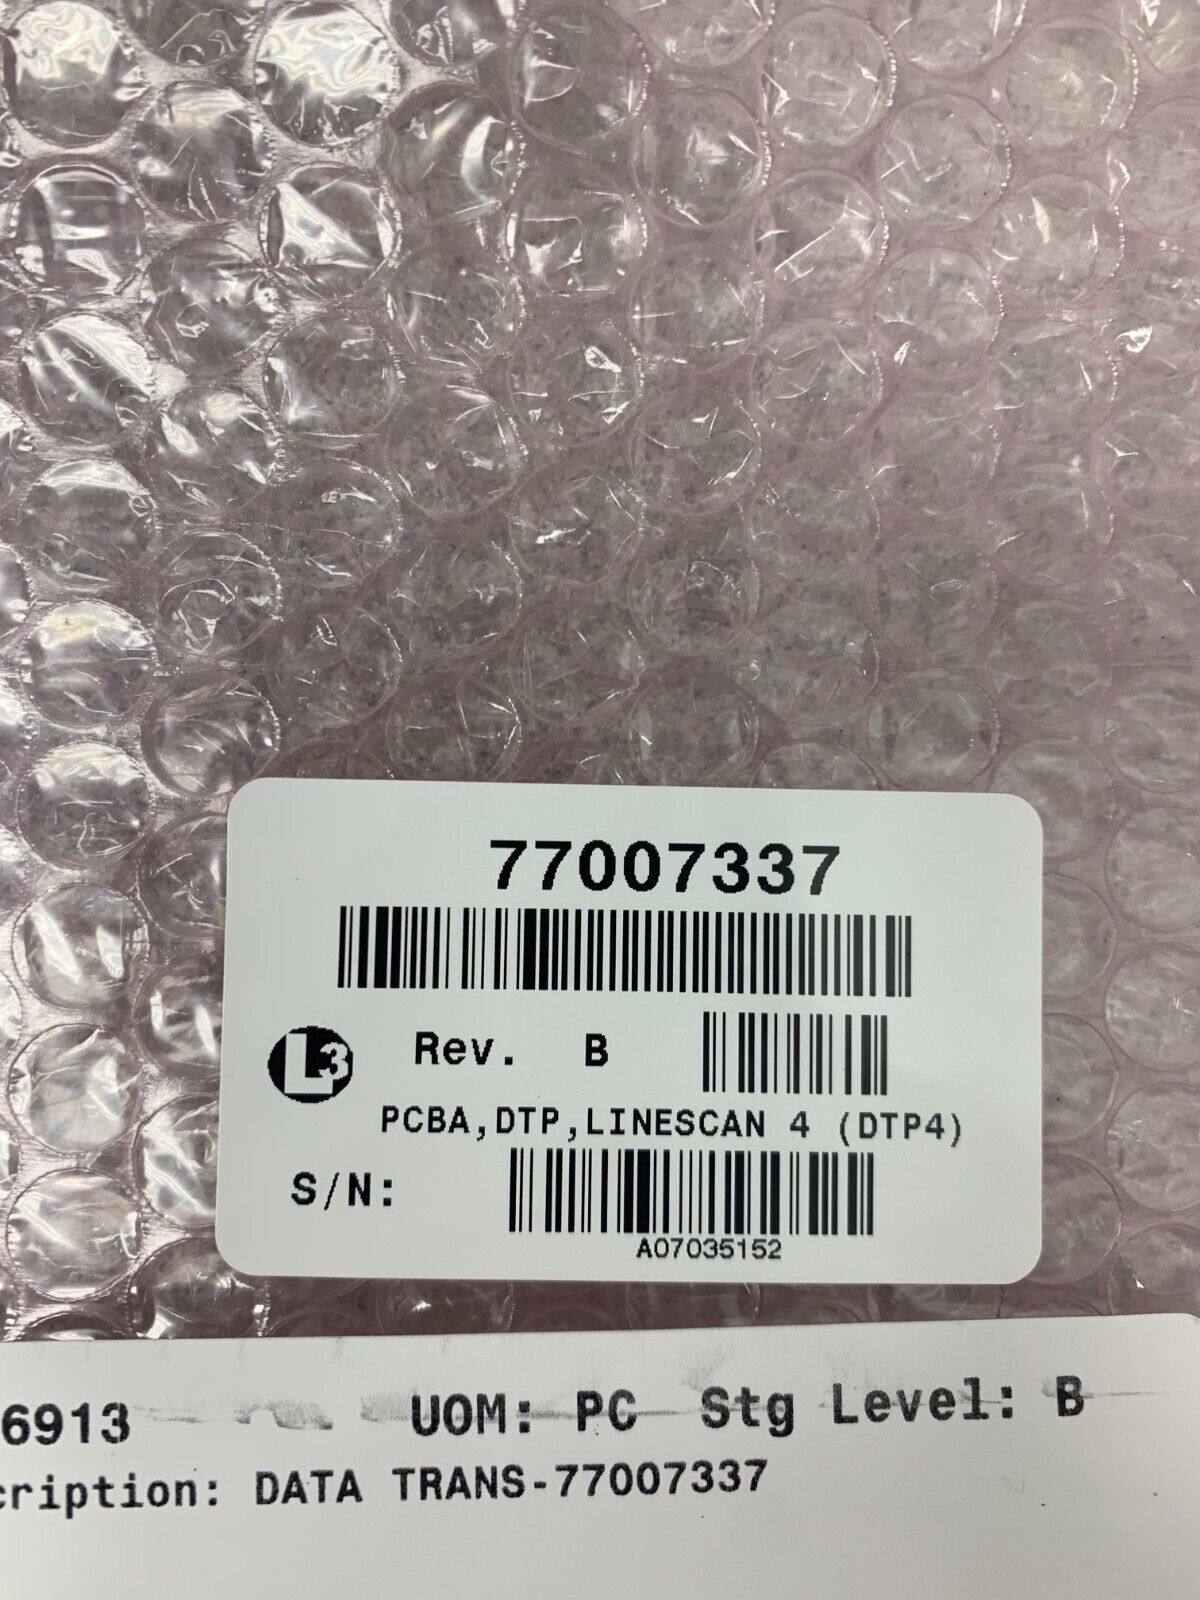 77007337
L3 Rev. B
PCBA,DTP,LINESCAN 4 (DTP4)
S/N:
A07035152
6913 UOM: PC Stg Level: B
cription: DATA TRANS-77007337